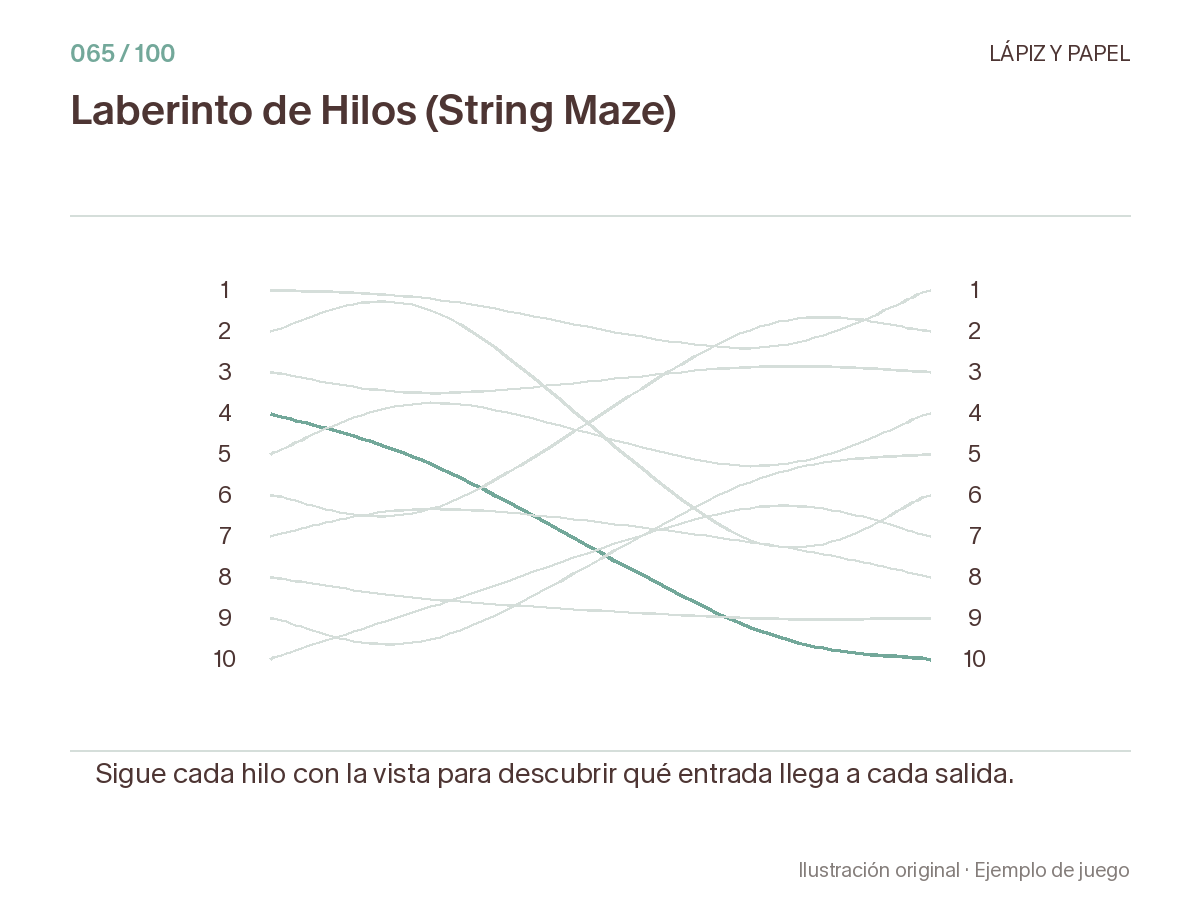 065 / 100
LÁPIZ Y PAPEL
Laberinto de Hilos (String Maze)
1 1
2 2
3 3
4 4
5 5
6 6
7 7
8 8
9 9
10 10
Sigue cada hilo con la vista para descubrir qué entrada llega a cada salida.
Ilustración original · Ejemplo de juego